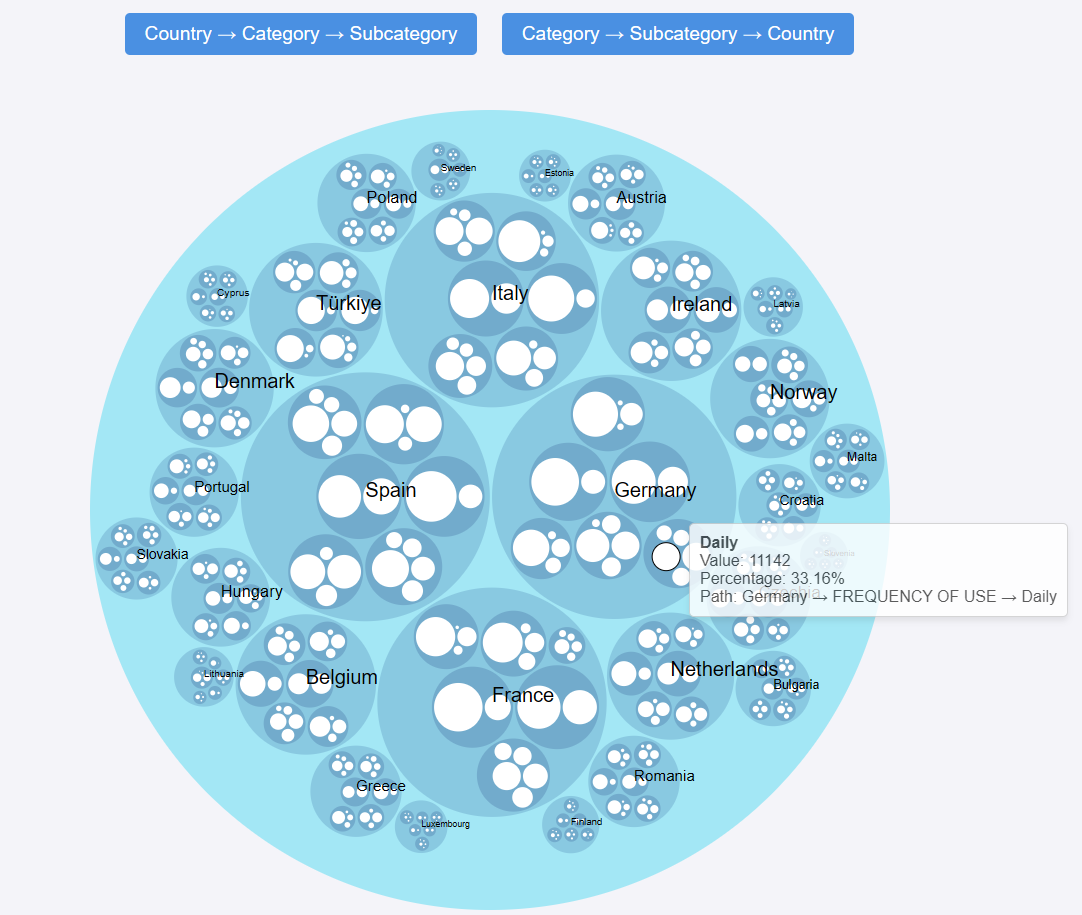 Country → Category → Subcategory
Category → Subcategory → Country
Sweden
Estonia
Poland
Austria
Cyprus
Türkiye
Italy
Ireland
Latvia
Denmark
Norway
Malta
Portugal
Spain
Germany
Croatia
Slovakia
Slovenia
Daily
Value: 11142
Percentage: 33.16%
Czechia
Path: Germany → FREQUENCY OF USE → Daily
Hungary
Lithuania
Belgium
France
Netherlands
Bulgaria
Greece
Romania
Luxembourg
Finland